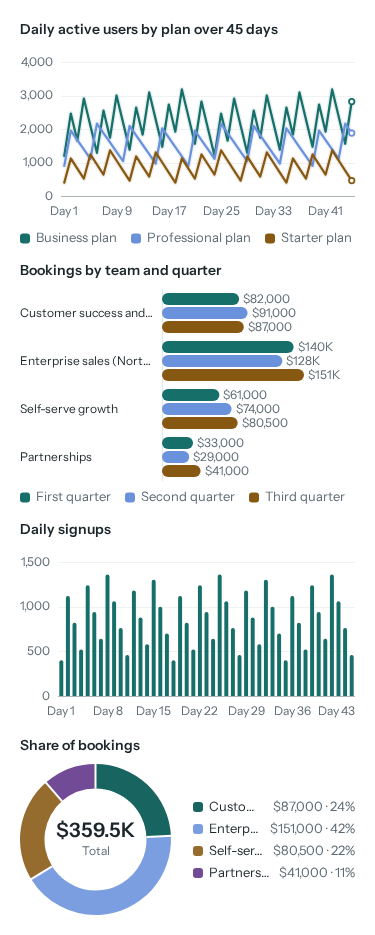 Daily active users by plan over 45 days
4,000
3,000
2,000
1,000
0
Day 1 Day 9 Day 17 Day 25 Day 33 Day 41
Business plan Professional plan Starter plan
Bookings by team and quarter
$82,000
Customer success and... $91,000
$87,000
$140K
Enterprise sales (Nort... $128K
$151K
$61,000
Self-serve growth $74,000
$80,500
$33,000
Partnerships $29,000
$41,000
First quarter Second quarter Third quarter
Daily signups
1,500
1,000
500
0
Day 1 Day 8 Day 15 Day 22 Day 29 Day 36 Day 43
Share of bookings
$359.5K
Total
Custo... $87,000 · 24%
Enterp... $151,000 · 42%
Self-ser... $80,500 · 22%
Partners... $41,000 · 11%